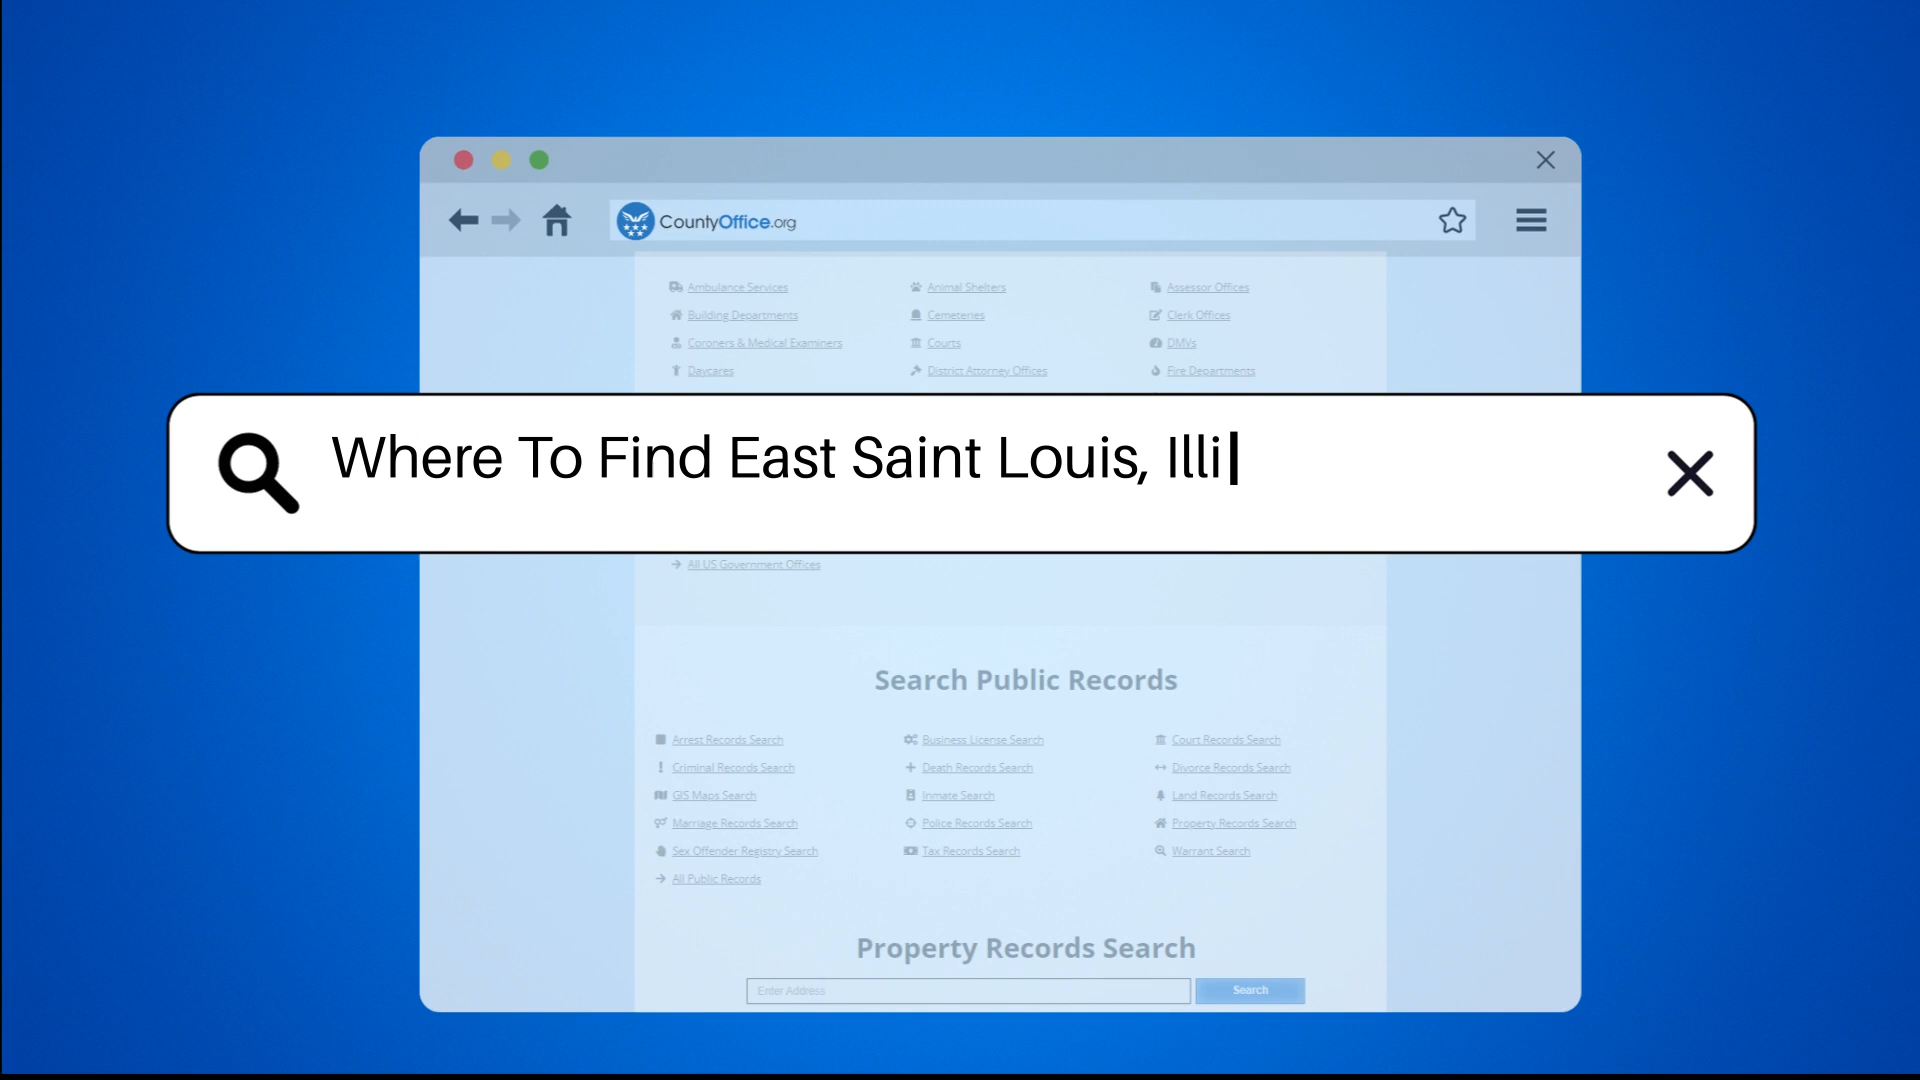 CountyOffice.org
Ambulance Services Animal Shelters Assessor Offices
Building Departments Cemeteries Clerk Offices
Coroners & Medical Examiners Courts DMVs
Daycares District Attorney Offices Fire Departments
Where To Find East Saint Louis, Illi
All US Government Offices
Search Public Records
Arrest Records Search Business License Search Court Records Search
Criminal Records Search Death Records Search Divorce Records Search
GIS Maps Search Inmate Search Land Records Search
Marriage Records Search Police Records Search Property Records Search
Sex Offender Registry Search Tax Records Search Warrant Search
All Public Records
Property Records Search
Enter Address Search